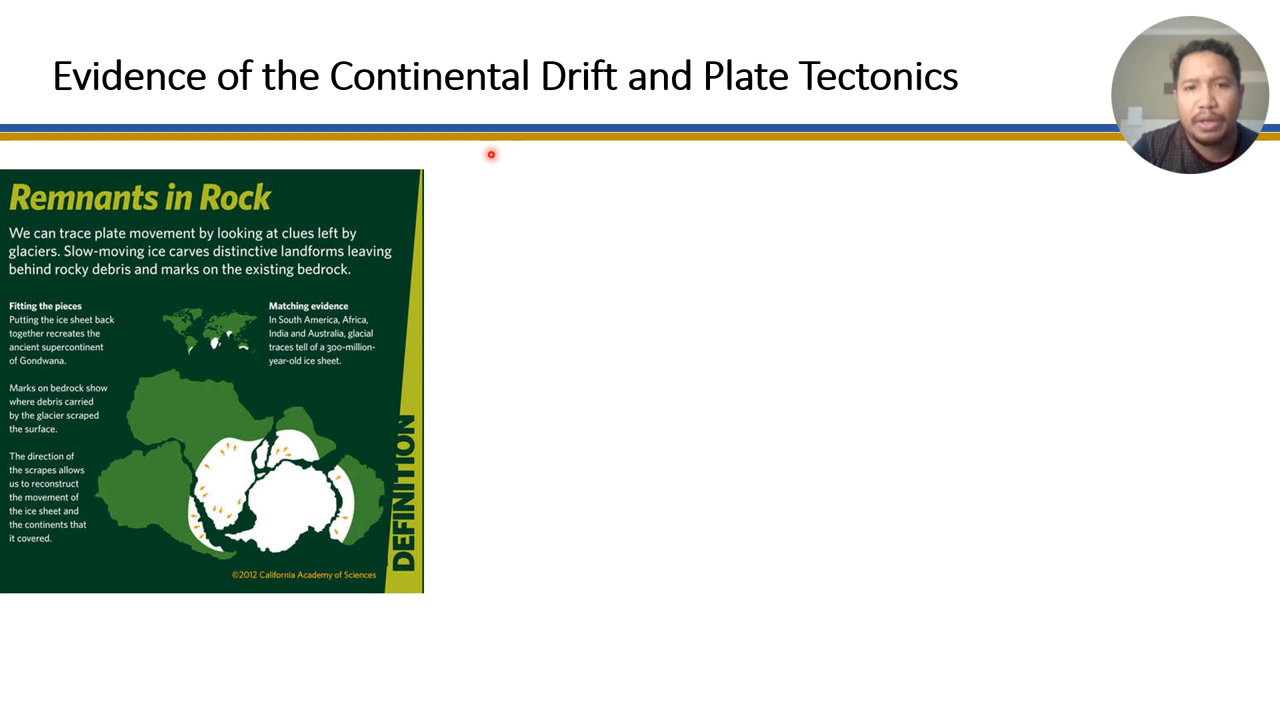 Evidence of the Continental Drift and Plate Tectonics
Remnants in Rock
We can trace plate movement by looking at clues left by
glaciers. Slow-moving ice carves distinctive landforms leaving
behind rocky debris and marks on the existing bedrock.
Fitting the pieces
Putting the ice sheet back
together recreates the
ancient supercontinent
of Gondwana.
Matching evidence
In South America, Africa,
India and Australia, glacial
traces tell of a 300-million-
year-old ice sheet.
Marks on bedrock show
where debris carried
by the glacier scraped
the surface.
The direction of
the scrapes allows
us to reconstruct
the movement of
the ice sheet and
the continents that
it covered.
DEFINITION
©2012 California Academy of Sciences